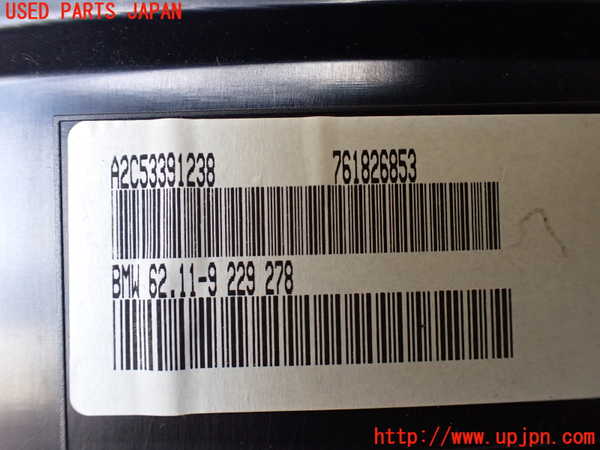 USED PARTS JAPAN
A2C53391238 761826853
BMW 62.11-9 229 278
http://www.upjpn.com